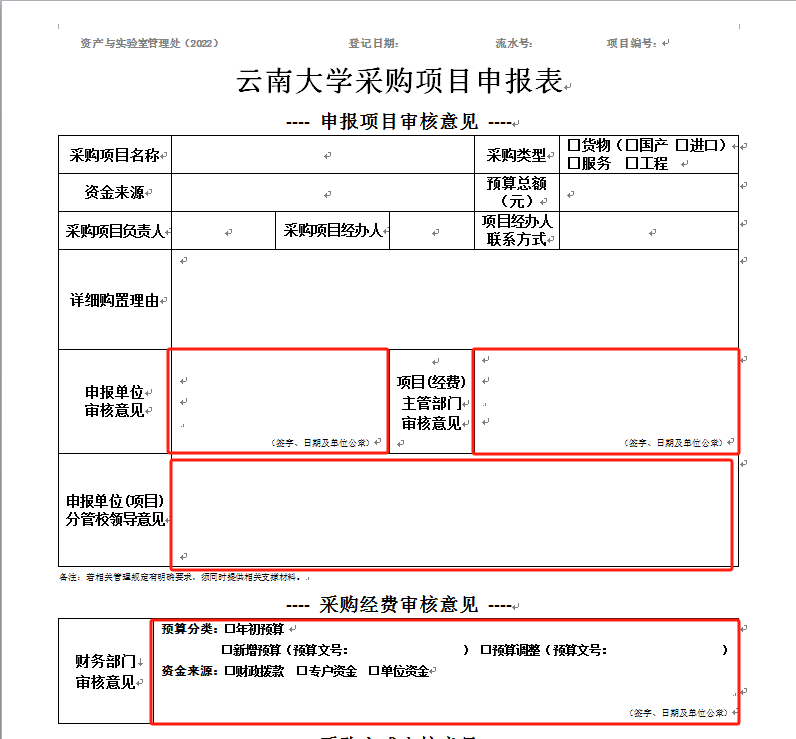 资产与实验室管理处（2022） 登记日期： 流水号： 项目编号：
云南大学采购项目申报表
---- 申报项目审核意见 ----
采购项目名称 采购类型 □货物（□国产 □进口）
□服务 □工程
资金来源 预算总额
（元）
采购项目负责人 采购项目经办人 项目经办人
联系方式
详细购置理由
申报单位
审核意见
（签字、日期及单位公章）
项目(经费)
主管部门
审核意见
（签字、日期及单位公章）
申报单位(项目)
分管校领导意见
备注：若相关管理规定有明确要求，须同时提供相关支撑材料。
---- 采购经费审核意见 ----
财务部门
审核意见
预算分类：□年初预算
□新增预算（预算文号： ） □预算调整（预算文号： ）
资金来源：□财政拨款 □专户资金 □单位资金
（签字、日期及单位公章）